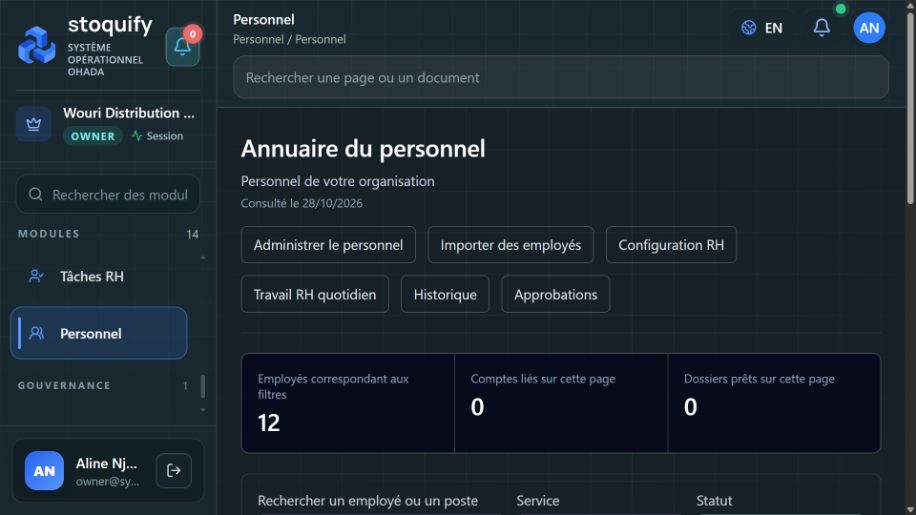 stoquify
SYSTÈME
OPÉRATIONNEL
OHADA
0
Wouri Distribution ...
OWNER
Session
Rechercher des modul
MODULES
14
Tâches RH
Personnel
GOUVERNANCE
1
AN
Aline Nj...
owner@sy...
Personnel
Personnel / Personnel
EN
AN
Rechercher une page ou un document
Annuaire du personnel
Personnel de votre organisation
Consulté le 28/10/2026
Administrer le personnel
Importer des employés
Configuration RH
Travail RH quotidien
Historique
Approbations
Employés correspondant aux
filtres
12
Comptes liés sur cette page
0
Dossiers prêts sur cette page
0
Rechercher un employé ou un poste
Service
Statut